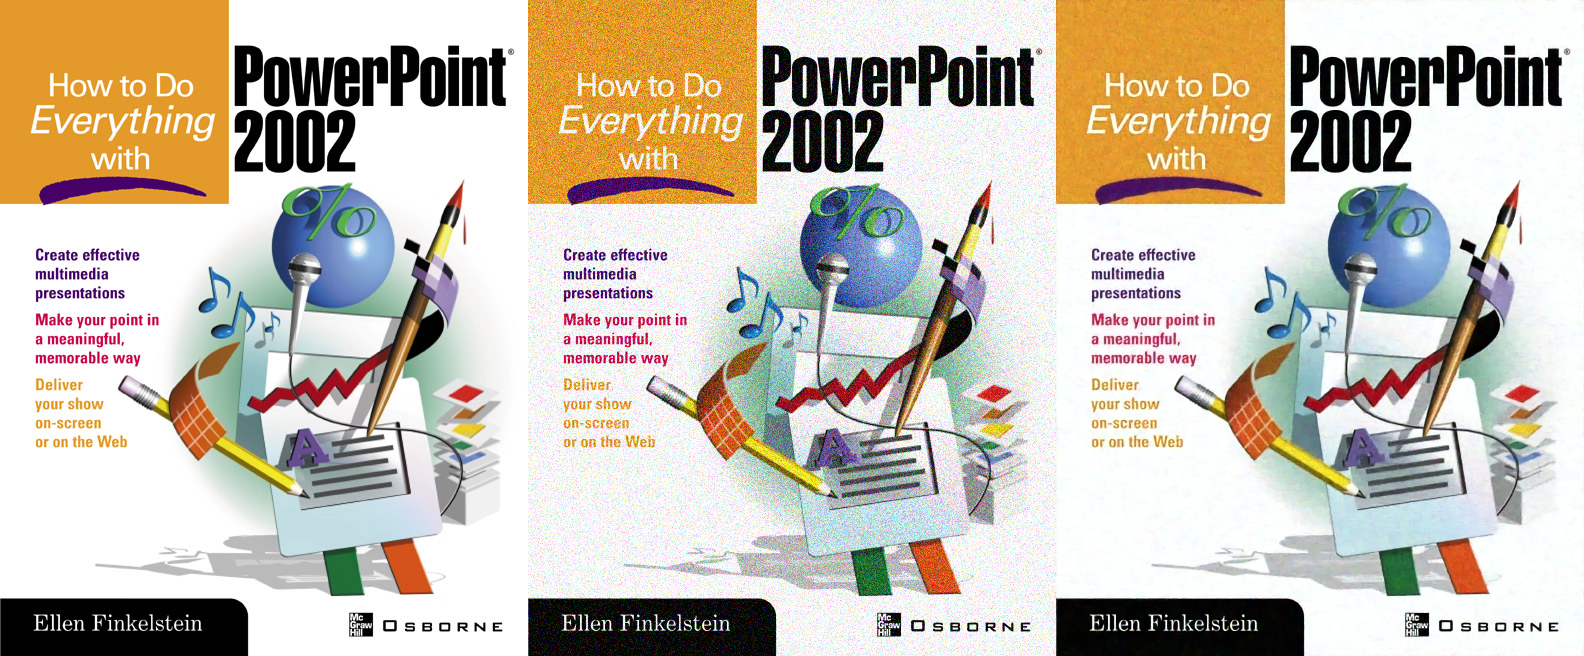 How to Do
Everything
with
PowerPoint®
2002
Create effective
multimedia
presentations
Make your point in
a meaningful,
memorable way
Deliver
your show
on-screen
or on the Web
A
Ellen Finkelstein
Mc
Graw
Hill
OSBORNE
How to Do
Everything
with
PowerPoint®
2002
Create effective
multimedia
presentations
Make your point in
a meaningful,
memorable way
Deliver
your show
on-screen
or on the Web
A
Ellen Finkelstein
Mc
Graw
Hill
OSBORNE
How to Do
Everything
with
PowerPoint®
2002
Create effective
multimedia
presentations
Make your point in
a meaningful,
memorable way
Deliver
your show
on-screen
or on the Web
A
Ellen Finkelstein
Mc
Graw
Hill
OSBORNE